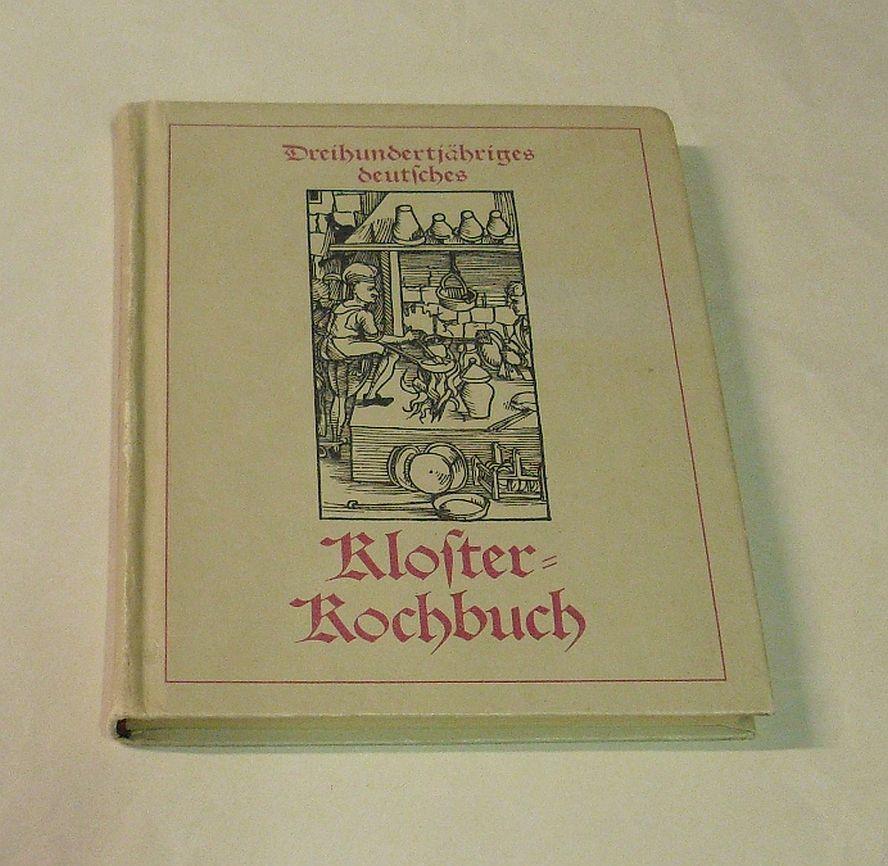 Dreihundertjähriges
deutſches
Kloſter=
Kochbuch